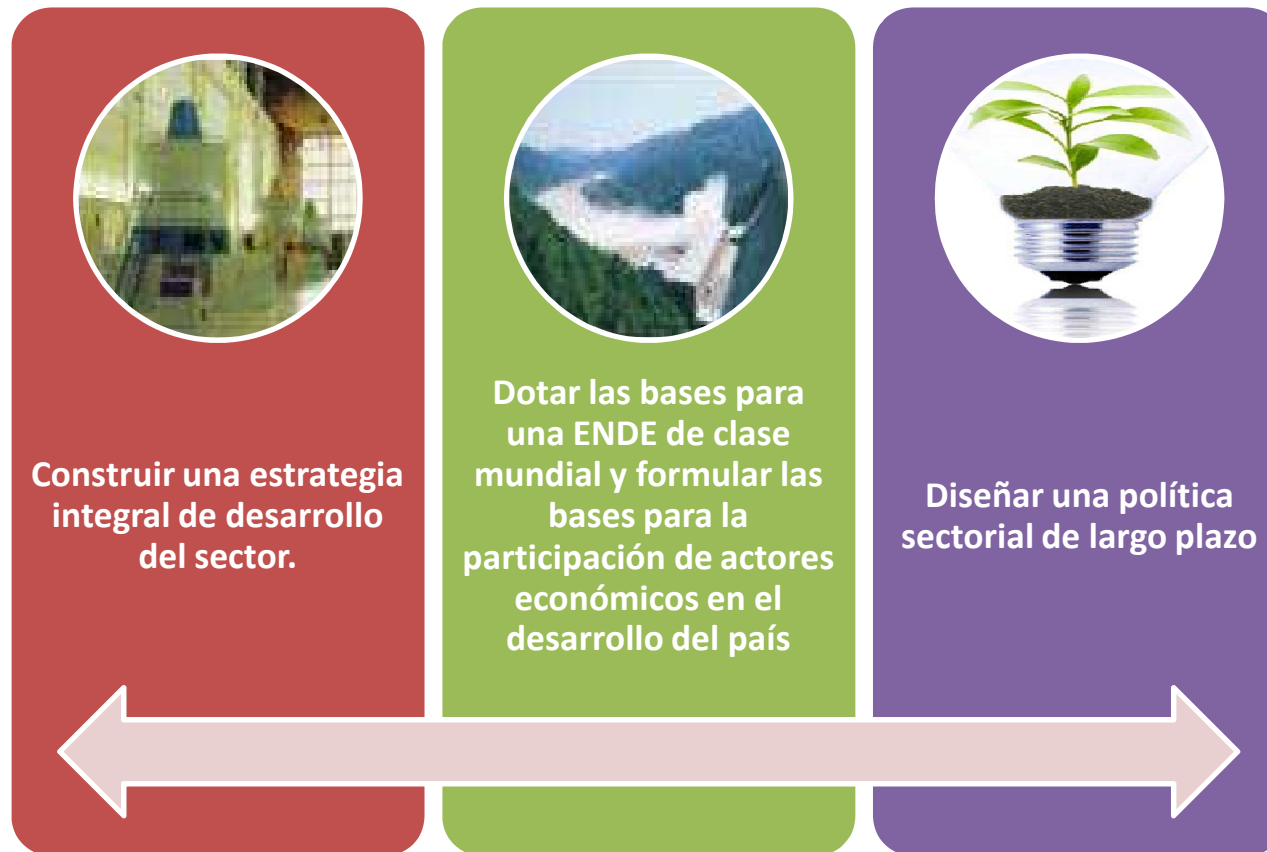 Construir una estrategia
integral de desarrollo
del sector.
Dotar las bases para
una ENDE de clase
mundial y formular las
bases para la
participación de actores
económicos en el
desarrollo del país
Diseñar una política
sectorial de largo plazo